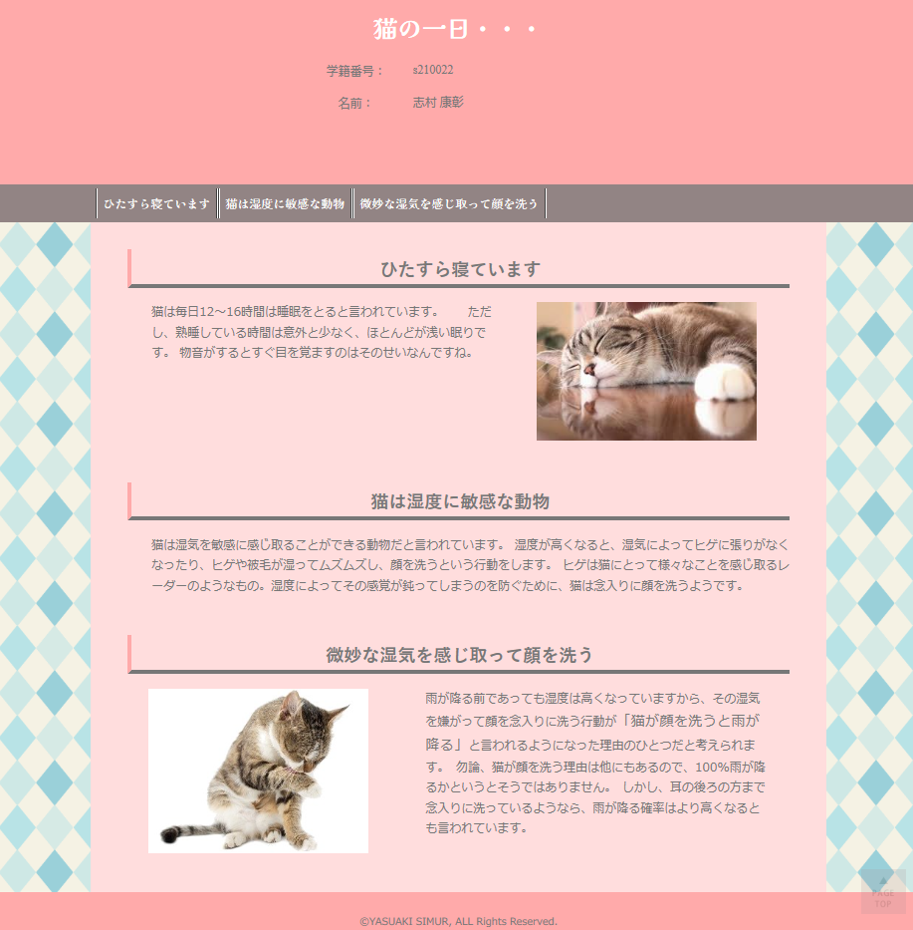 猫の一日・・・
学籍番号： s210022
名前： 志村 康彰
ひたすら寝ています 猫は湿度に敏感な動物 微妙な湿気を感じ取って顔を洗う
ひたすら寝ています
猫は毎日12～16時間は睡眠をとると言われています。　　ただ
し、熟睡している時間は意外と少なく、ほとんどが浅い眠りで
す。 物音がするとすぐ目を覚ますのはそのせいなんですね。
猫は湿度に敏感な動物
猫は湿気を敏感に感じ取ることができる動物だと言われています。 湿度が高くなると、湿気によってヒゲに張りがなく
なったり、ヒゲや被毛が湿ってムズムズし、顔を洗うという行動をします。 ヒゲは猫にとって様々なことを感じ取るレ
ーダーのようなもの。湿度によってその感覚が鈍ってしまうのを防ぐために、猫は念入りに顔を洗うようです。
微妙な湿気を感じ取って顔を洗う
雨が降る前であっても湿度は高くなっていますから、その湿気
を嫌がって顔を念入りに洗う行動が「猫が顔を洗うと雨が
降る」と言われるようになった理由のひとつだと考えられま
す。 勿論、猫が顔を洗う理由は他にもあるので、100%雨が降
るかというとそうではありません。 しかし、耳の後ろの方まで
念入りに洗っているようなら、雨が降る確率はより高くなると
も言われています。
▲
PAGE
TOP
©YASUAKI SIMUR, ALL Rights Reserved.